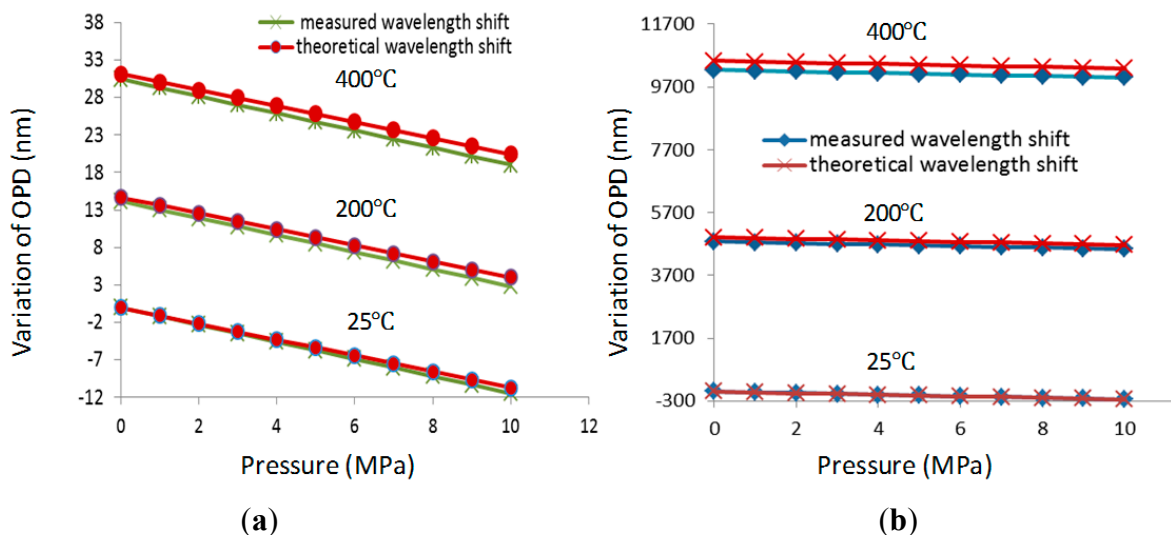 38
33
28
23
18
13
8
3
-2
-7
-12
Variation of OPD (nm)
measured wavelength shift
theoretical wavelength shift
400℃
200℃
25℃
0 2 4 6 8 10 12
Pressure (MPa)
(a)
11700
9700
7700
5700
3700
1700
-300
Variation of OPD (nm)
400℃
measured wavelength shift
theoretical wavelength shift
200℃
25℃
0 2 4 6 8 10
Pressure (MPa)
(b)